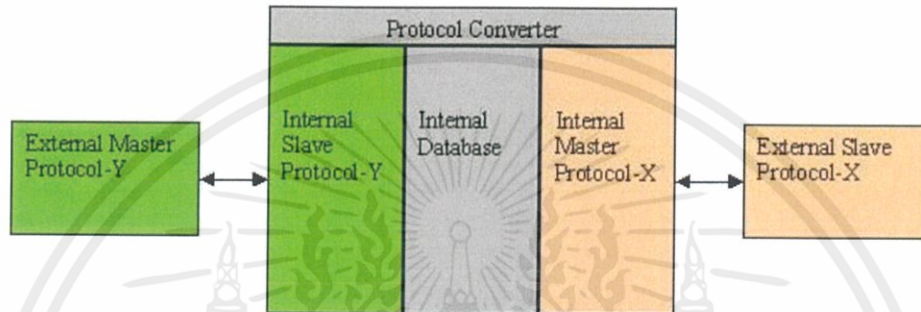 Protocol Converter
External Master
Protocol-Y
Internal
Slave
Protocol-Y
Internal
Database
Internal
Master
Protocol-X
External Slave
Protocol-X